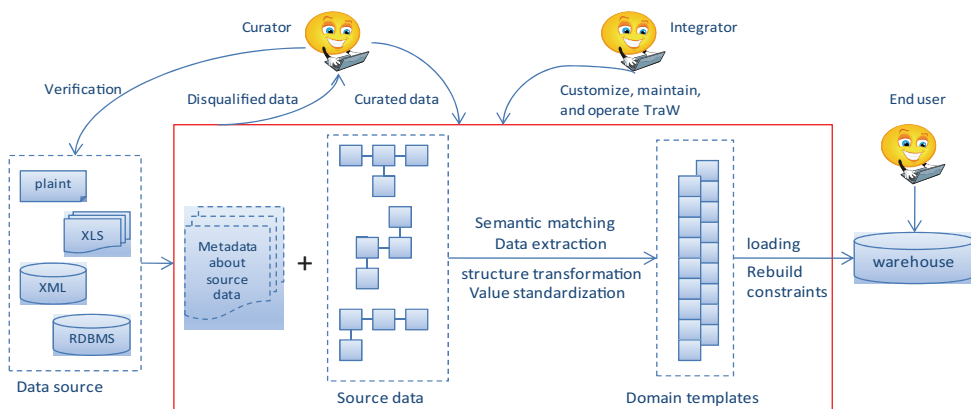 Curator
Integrator
Verification
Disqualified data
Curated data
Customize, maintain,
and operate TraW
End user
plaint
XLS
XML
RDBMS
Data source
Metadata
about
source
data
+
Source data
Semantic matching
Data extraction
structure transformation
Value standardization
Domain templates
loading
Rebuild
constraints
warehouse